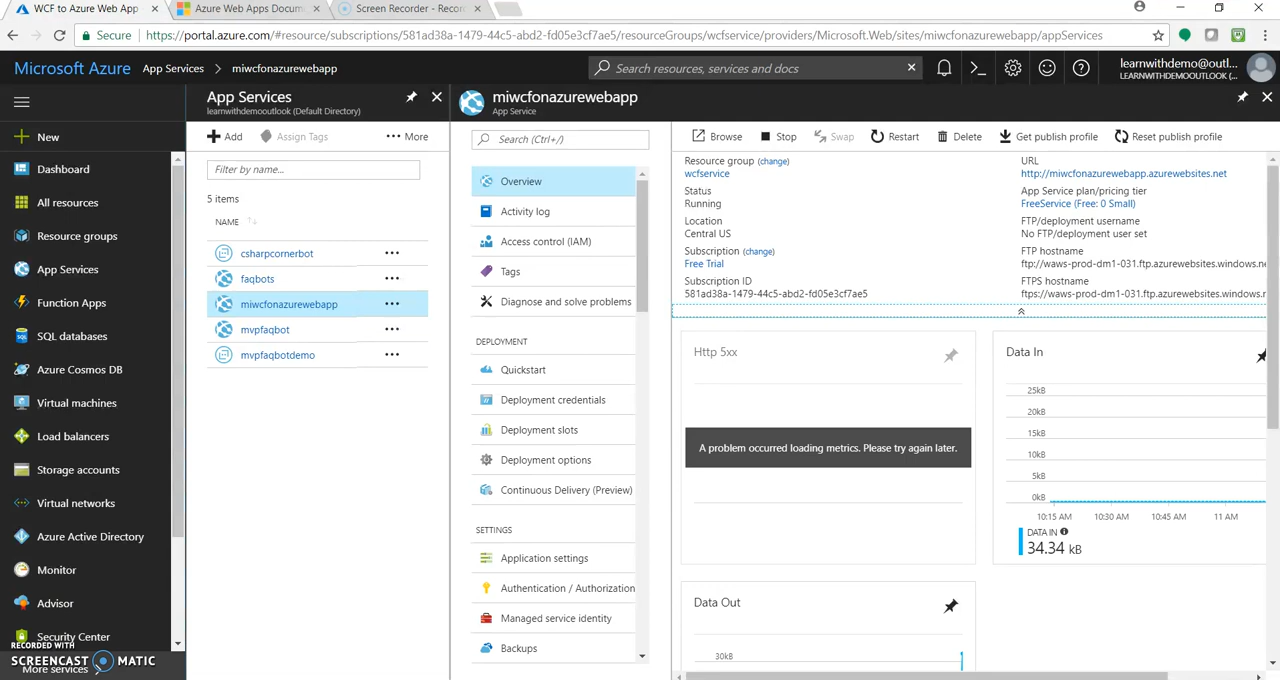 WCF to Azure Web App
Azure Web Apps Docum
Screen Recorder - Recor
Secure
https://portal.azure.com/#resource/subscriptions/581ad38a-1479-44c5-abd2-fd05e3cf7ae5/resourceGroups/wcfservice/providers/Microsoft.Web/sites/miwcfonazurewebapp/appServices
Microsoft Azure
App Services
miwcfonazurewebapp
Search resources, services and docs
learnwithdemo@outl...
LEARNWITHDEMOOUTLOOK (...
New
Dashboard
All resources
Resource groups
App Services
Function Apps
SQL databases
Azure Cosmos DB
Virtual machines
Load balancers
Storage accounts
Virtual networks
Azure Active Directory
Monitor
Advisor
Security Center
More services
RECORDED WITH
SCREENCAST MATIC
App Services
learnwithdemooutlook (Default Directory)
Add
Assign Tags
More
Filter by name...
5 items
NAME
csharpcornerbot
faqbots
miwcfonazurewebapp
mvpfaqbot
mvpfaqbotdemo
miwcfonazurewebapp
App Service
Search (Ctrl+/)
Overview
Activity log
Access control (IAM)
Tags
Diagnose and solve problems
DEPLOYMENT
Quickstart
Deployment credentials
Deployment slots
Deployment options
Continuous Delivery (Preview)
SETTINGS
Application settings
Authentication / Authorization
Managed service identity
Backups
Browse
Stop
Swap
Restart
Delete
Get publish profile
Reset publish profile
Resource group (change)
wcfservice
Status
Running
Location
Central US
Subscription (change)
Free Trial
Subscription ID
581ad38a-1479-44c5-abd2-fd05e3cf7ae5
URL
http://miwcfonazurewebapp.azurewebsites.net
App Service plan/pricing tier
FreeService (Free: 0 Small)
FTP/deployment username
No FTP/deployment user set
FTP hostname
ftp://waws-prod-dm1-031.ftp.azurewebsites.windows.ne
FTPS hostname
ftps://waws-prod-dm1-031.ftp.azurewebsites.windows.n
Http 5xx
A problem occurred loading metrics. Please try again later.
Data In
25kB
20kB
15kB
10kB
5kB
0kB
10:15 AM
10:30 AM
10:45 AM
11 AM
DATA IN
34.34 kB
Data Out
30kB